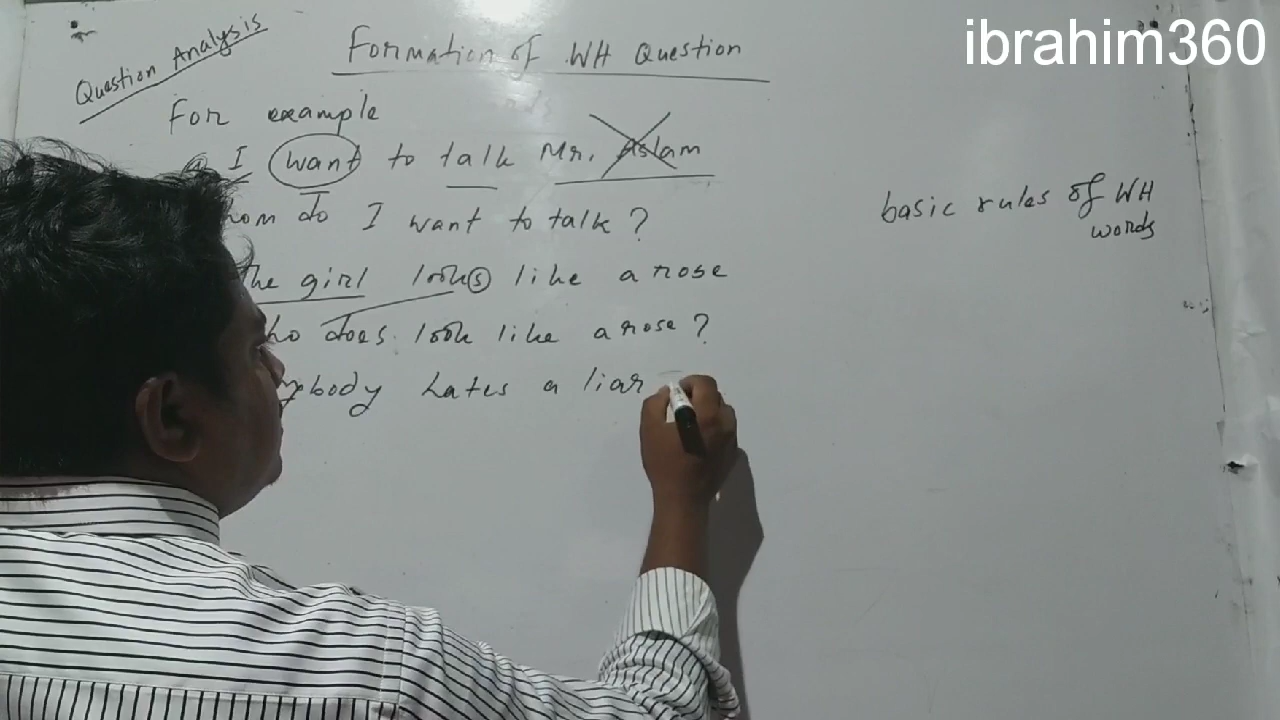 ibrahim360
Question Analysis
Formation of WH Question
For example
@ I want to talk Mr. Aslam
do I want to talk?
the girl looks like a rose
does look like a rose?
hates a liar
basic rules of WH
words